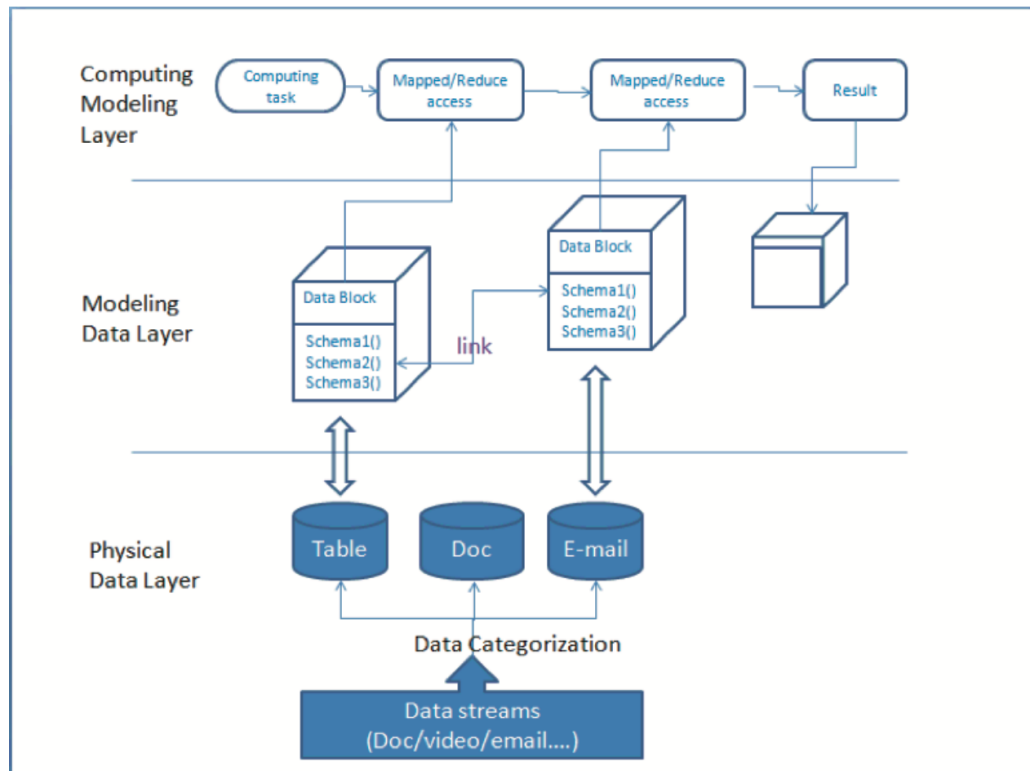 Computing
Modeling
Layer
Computing
task
Mapped/Reduce
access
Mapped/Reduce
access
Result
Modeling
Data Layer
Data Block
Schema1()
Schema2()
Schema3()
link
Data Block
Schema1()
Schema2()
Schema3()
Physical
Data Layer
Table
Doc
E-mail
Data Categorization
Data streams
(Doc/video/email....)